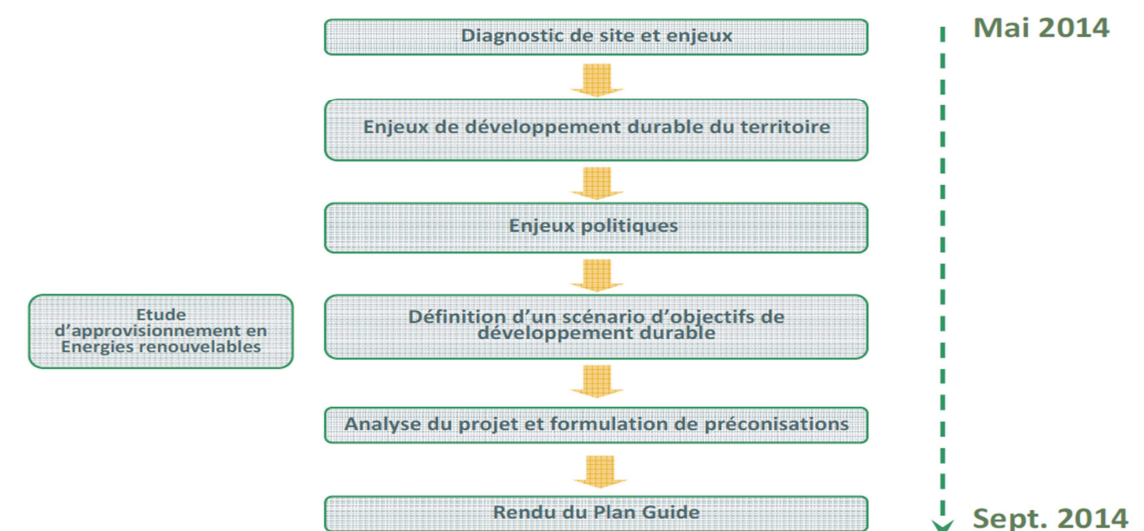 Diagnostic de site et enjeux
Mai 2014
Enjeux de développement durable du territoire
Enjeux politiques
Etude
d’approvisionnement en
Energies renouvelables
Définition d’un scénario d’objectifs de
développement durable
Analyse du projet et formulation de préconisations
Rendu du Plan Guide
Sept. 2014